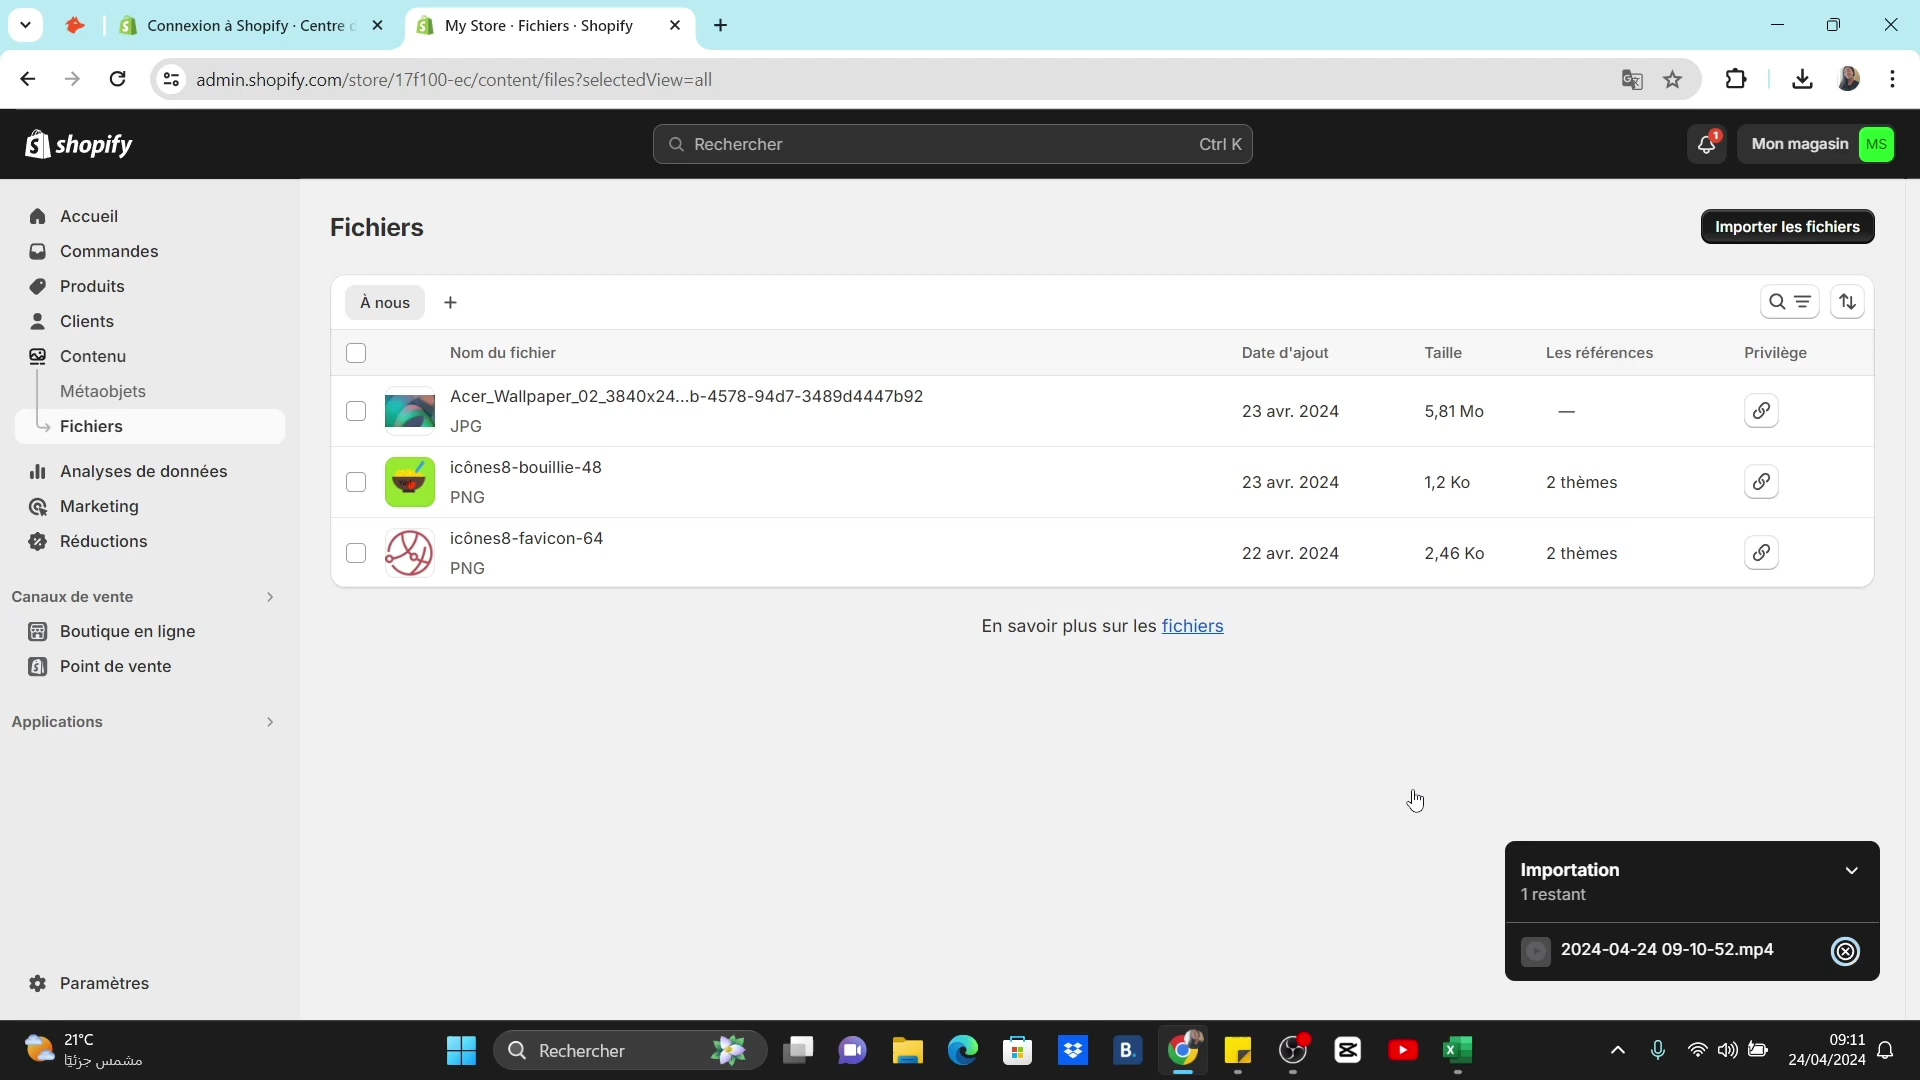 Connexion à Shopify · Centre d
My Store · Fichiers · Shopify
admin.shopify.com/store/17f100-ec/content/files?selectedView=all
shopify
Rechercher
Ctrl K
1
Mon magasin
MS
Accueil
Commandes
Produits
Clients
Contenu
Métaobjets
Fichiers
Analyses de données
Marketing
Réductions
Canaux de vente
Boutique en ligne
Point de vente
Applications
Paramètres
Fichiers
Importer les fichiers
À nous
Nom du fichier
Date d'ajout
Taille
Les références
Privilège
Acer_Wallpaper_02_3840x24...b-4578-94d7-3489d4447b92
JPG
23 avr. 2024
5,81 Mo
—
icônes8-bouillie-48
PNG
23 avr. 2024
1,2 Ko
2 thèmes
icônes8-favicon-64
PNG
22 avr. 2024
2,46 Ko
2 thèmes
En savoir plus sur les fichiers
Importation
1 restant
2024-04-24 09-10-52.mp4
21°C
مشمس جزئيًا
Rechercher
B.
09:11
24/04/2024